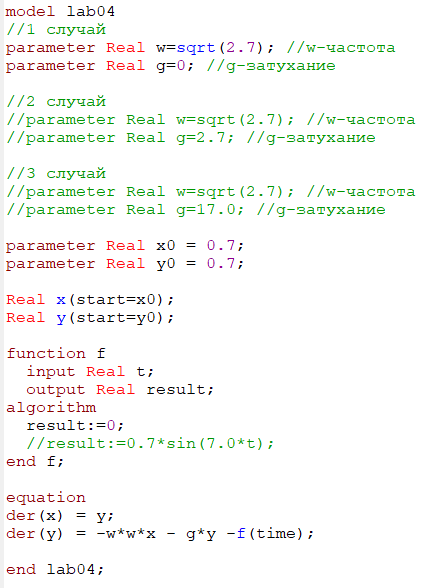 model lab04
//1 случай
parameter Real w=sqrt(2.7); //w-частота
parameter Real g=0; //g-затухание

//2 случай
//parameter Real w=sqrt(2.7); //w-частота
//parameter Real g=2.7; //g-затухание

//3 случай
//parameter Real w=sqrt(2.7); //w-частота
//parameter Real g=17.0; //g-затухание

parameter Real x0 = 0.7;
parameter Real y0 = 0.7;

Real x(start=x0);
Real y(start=y0);

function f
  input Real t;
  output Real result;
algorithm
  result:=0;
  //result:=0.7*sin(7.0*t);
end f;

equation
der(x) = y;
der(y) = -w*w*x - g*y -f(time);

end lab04;